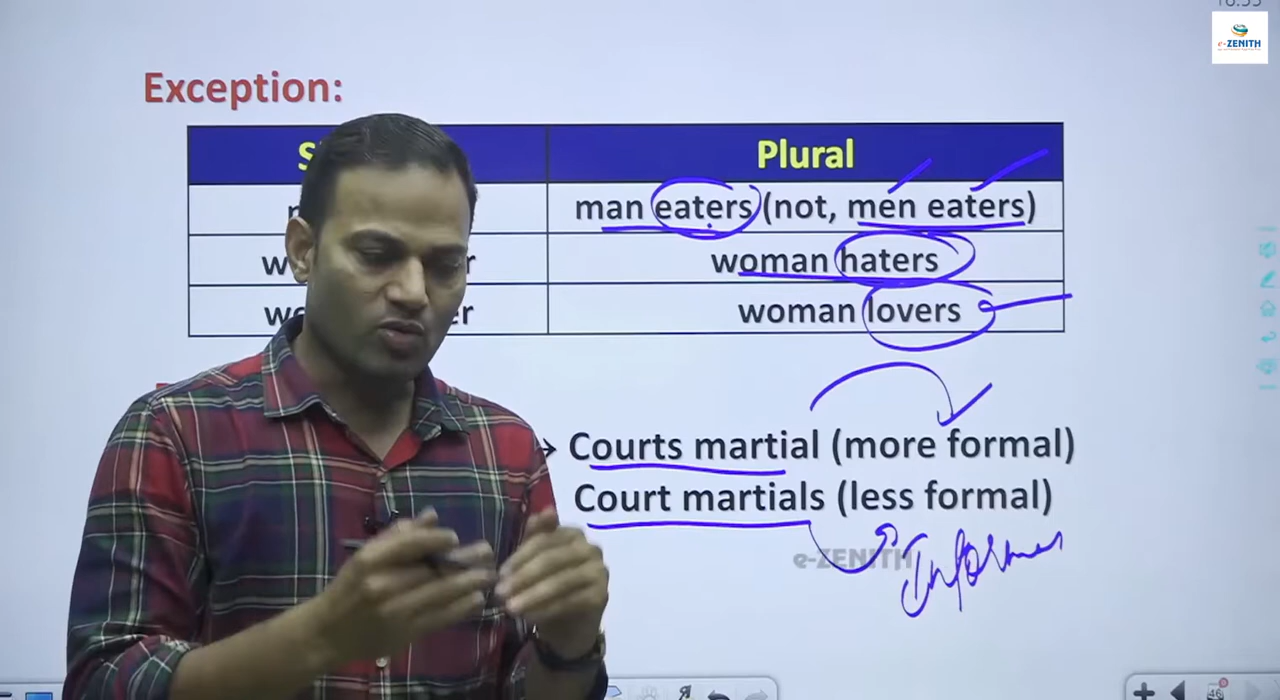 e-ZENITH
Exception:
Plural
man eaters (not, men eaters)
woman haters
woman lovers
Courts martial (more formal)
Court martials (less formal)
e-ZENITH
46